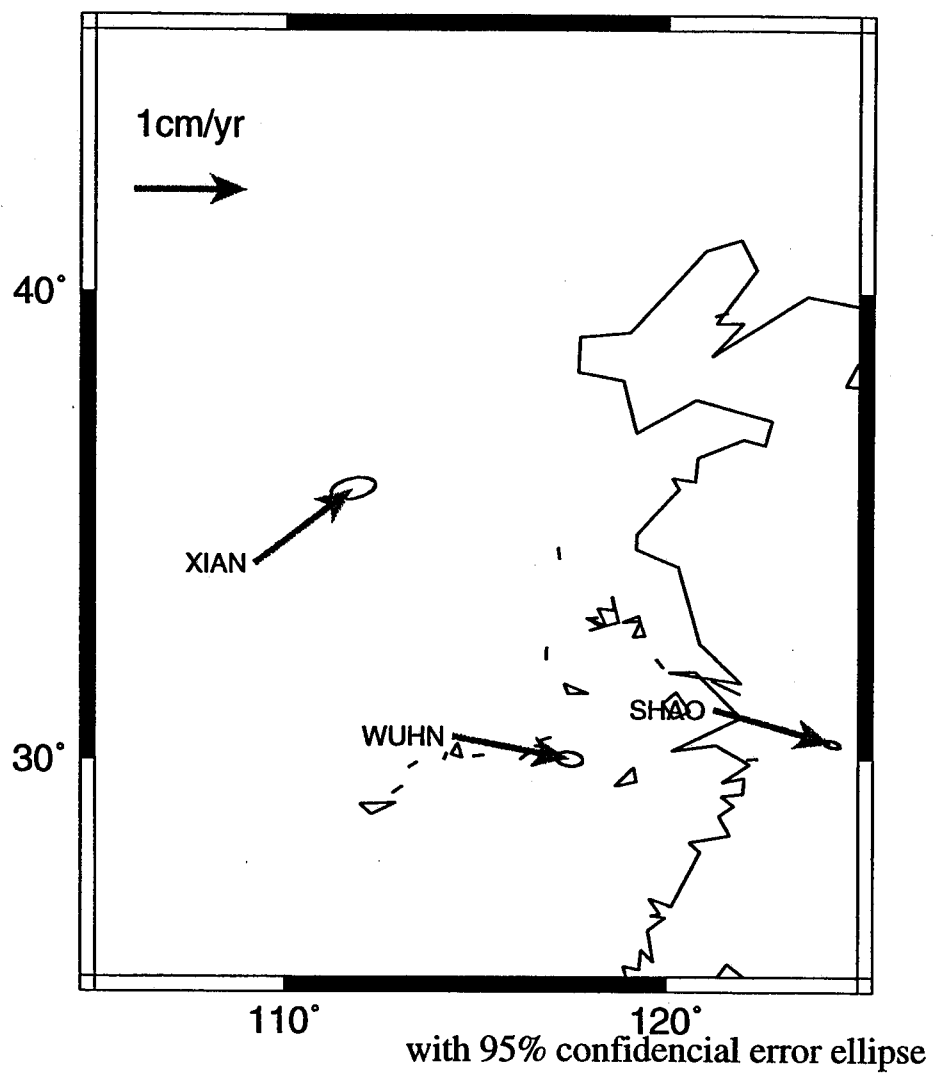 1cm/yr
40°
XIAN
SHAO
WUHN
30°
110°
120°
with 95% confidencial error ellipse